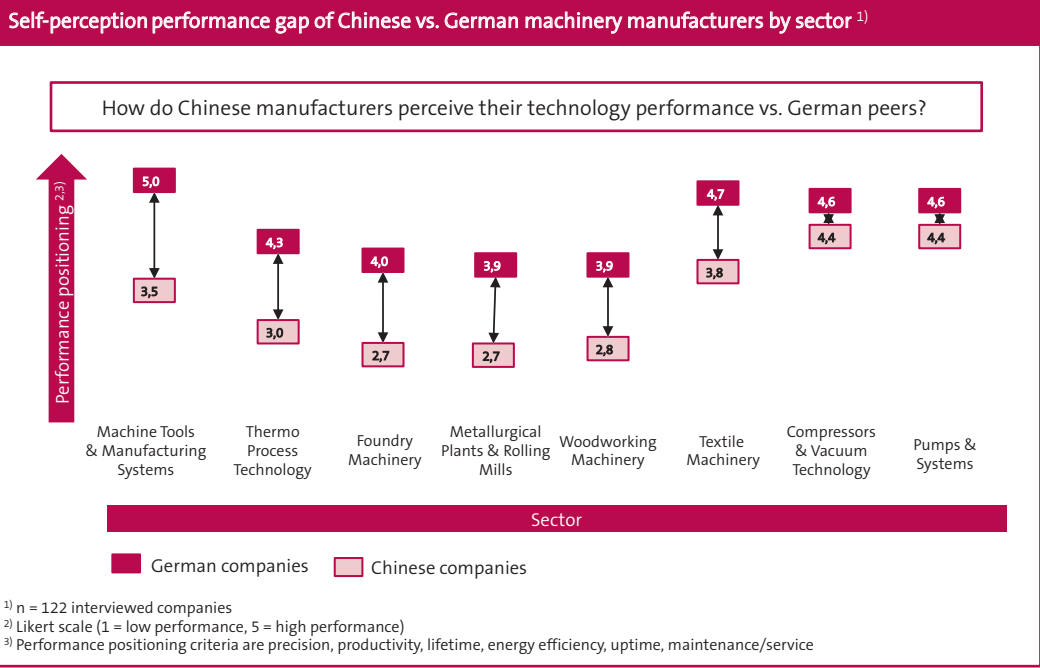 Self-perception performance gap of Chinese vs. German machinery manufacturers by sector 1)
How do Chinese manufacturers perceive their technology performance vs. German peers?
Performance positioning 2,3)
5,0
3,5
4,3
3,0
4,0
2,7
3,9
2,7
3,9
2,8
4,7
3,8
4,6
4,4
4,6
4,4
Machine Tools
& Manufacturing
Systems
Thermo
Process
Technology
Foundry
Machinery
Metallurgical
Plants & Rolling
Mills
Woodworking
Machinery
Textile
Machinery
Compressors
& Vacuum
Technology
Pumps &
Systems
Sector
German companies
Chinese companies
1) n = 122 interviewed companies
2) Likert scale (1 = low performance, 5 = high performance)
3) Performance positioning criteria are precision, productivity, lifetime, energy efficiency, uptime, maintenance/service